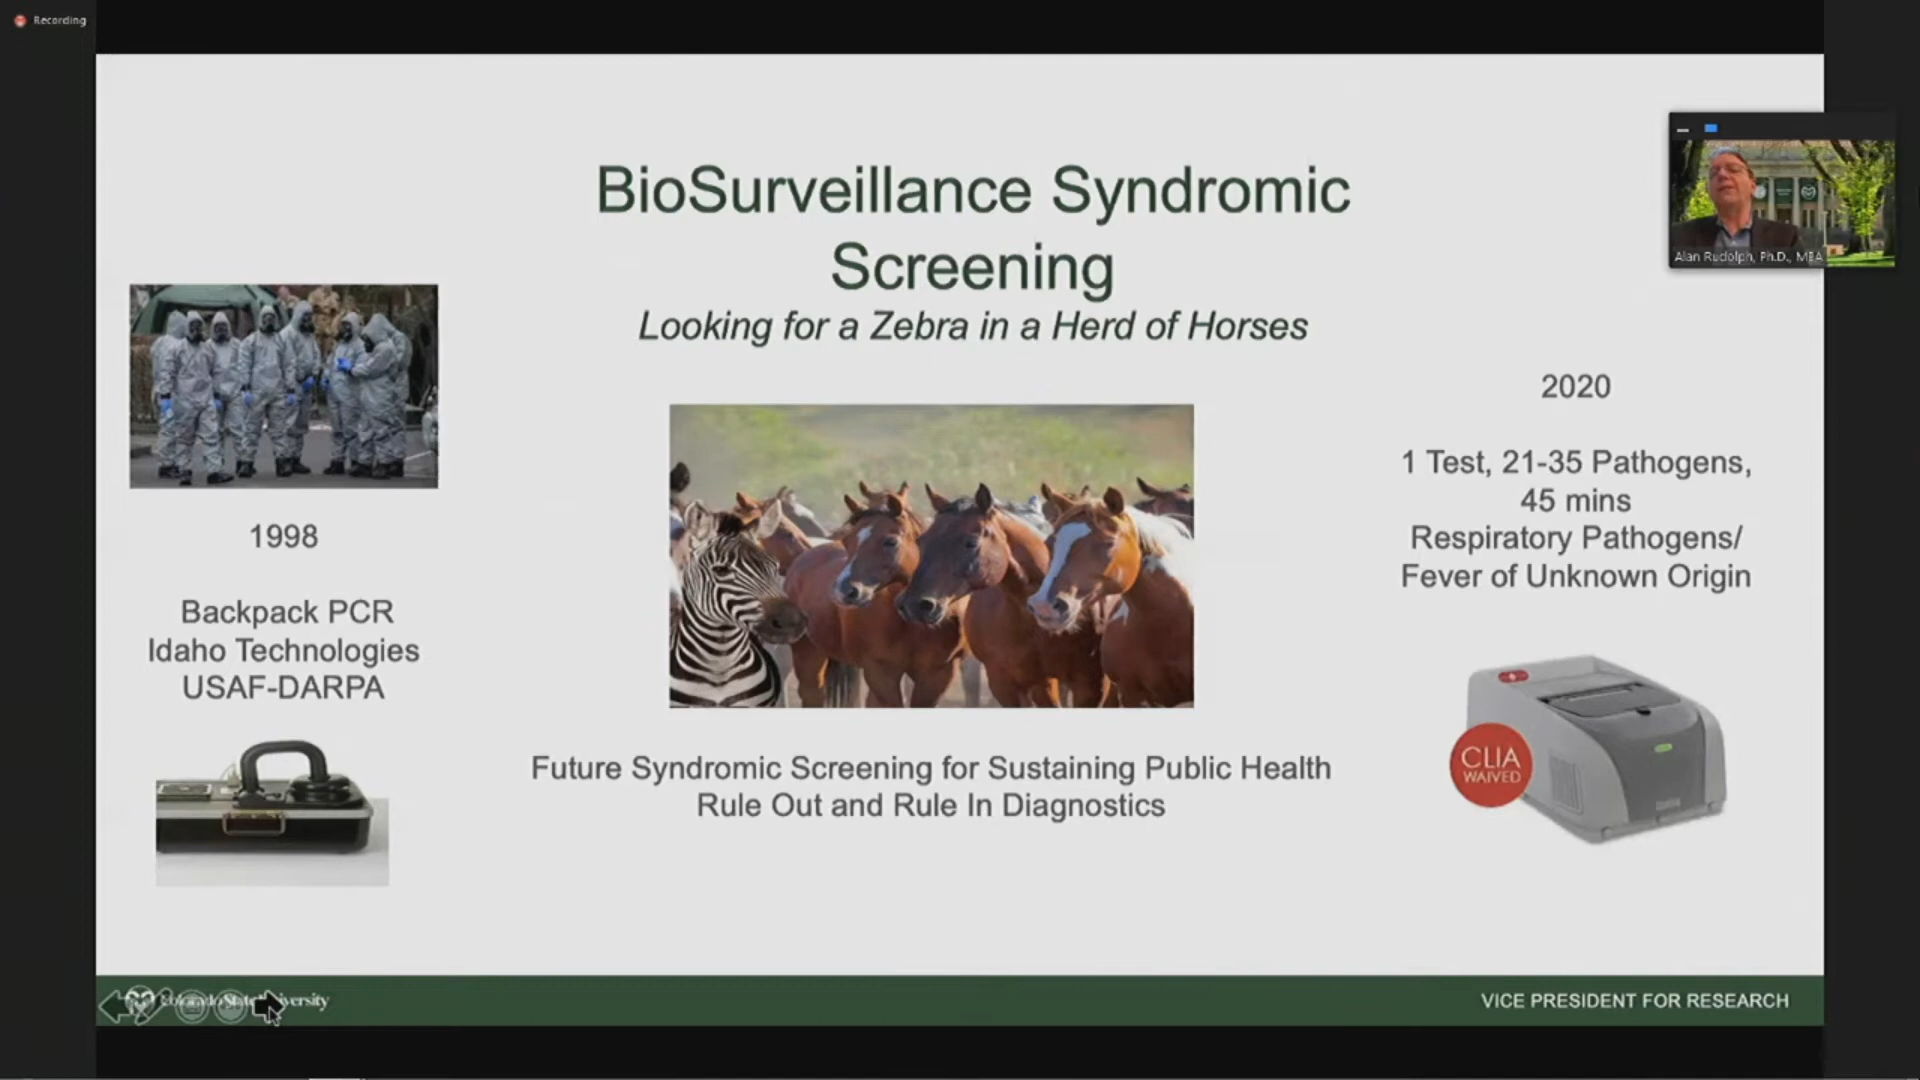 Recording
BioSurveillance Syndromic
Screening
Looking for a Zebra in a Herd of Horses
Alan Rudolph, Ph.D., MBA
1998
Backpack PCR
Idaho Technologies
USAF-DARPA
2020
1 Test, 21-35 Pathogens,
45 mins
Respiratory Pathogens/
Fever of Unknown Origin
CLIA
WAIVED
Future Syndromic Screening for Sustaining Public Health
Rule Out and Rule In Diagnostics
Colorado State University
VICE PRESIDENT FOR RESEARCH